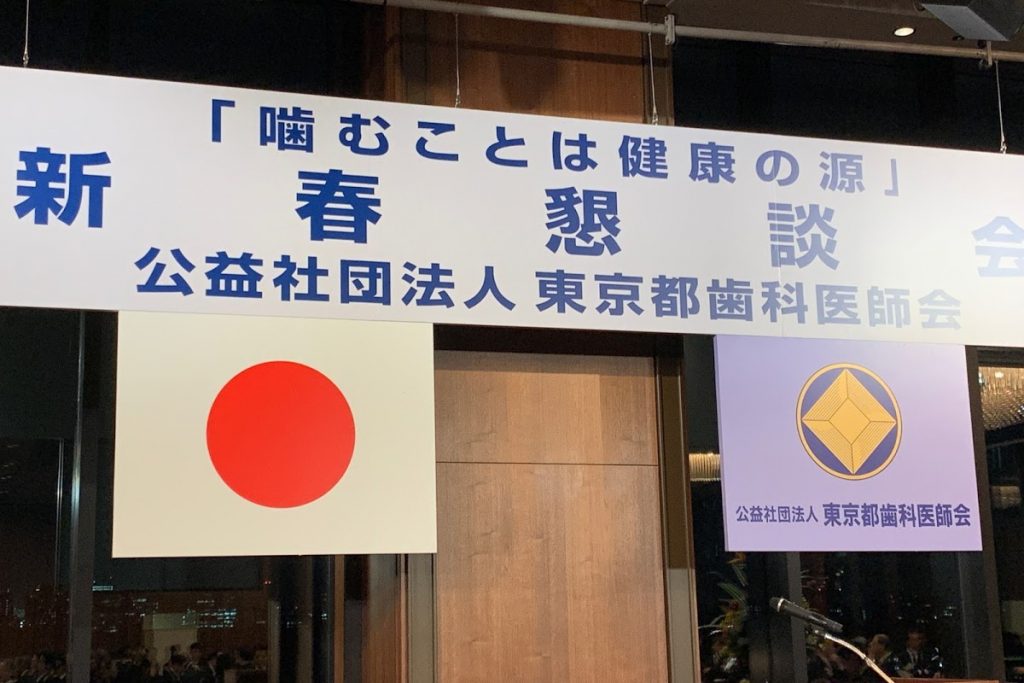 「噛むことは健康の源」
新春懇談会
公益社団法人 東京都歯科医師会
公益社団法人 東京都歯科医師会